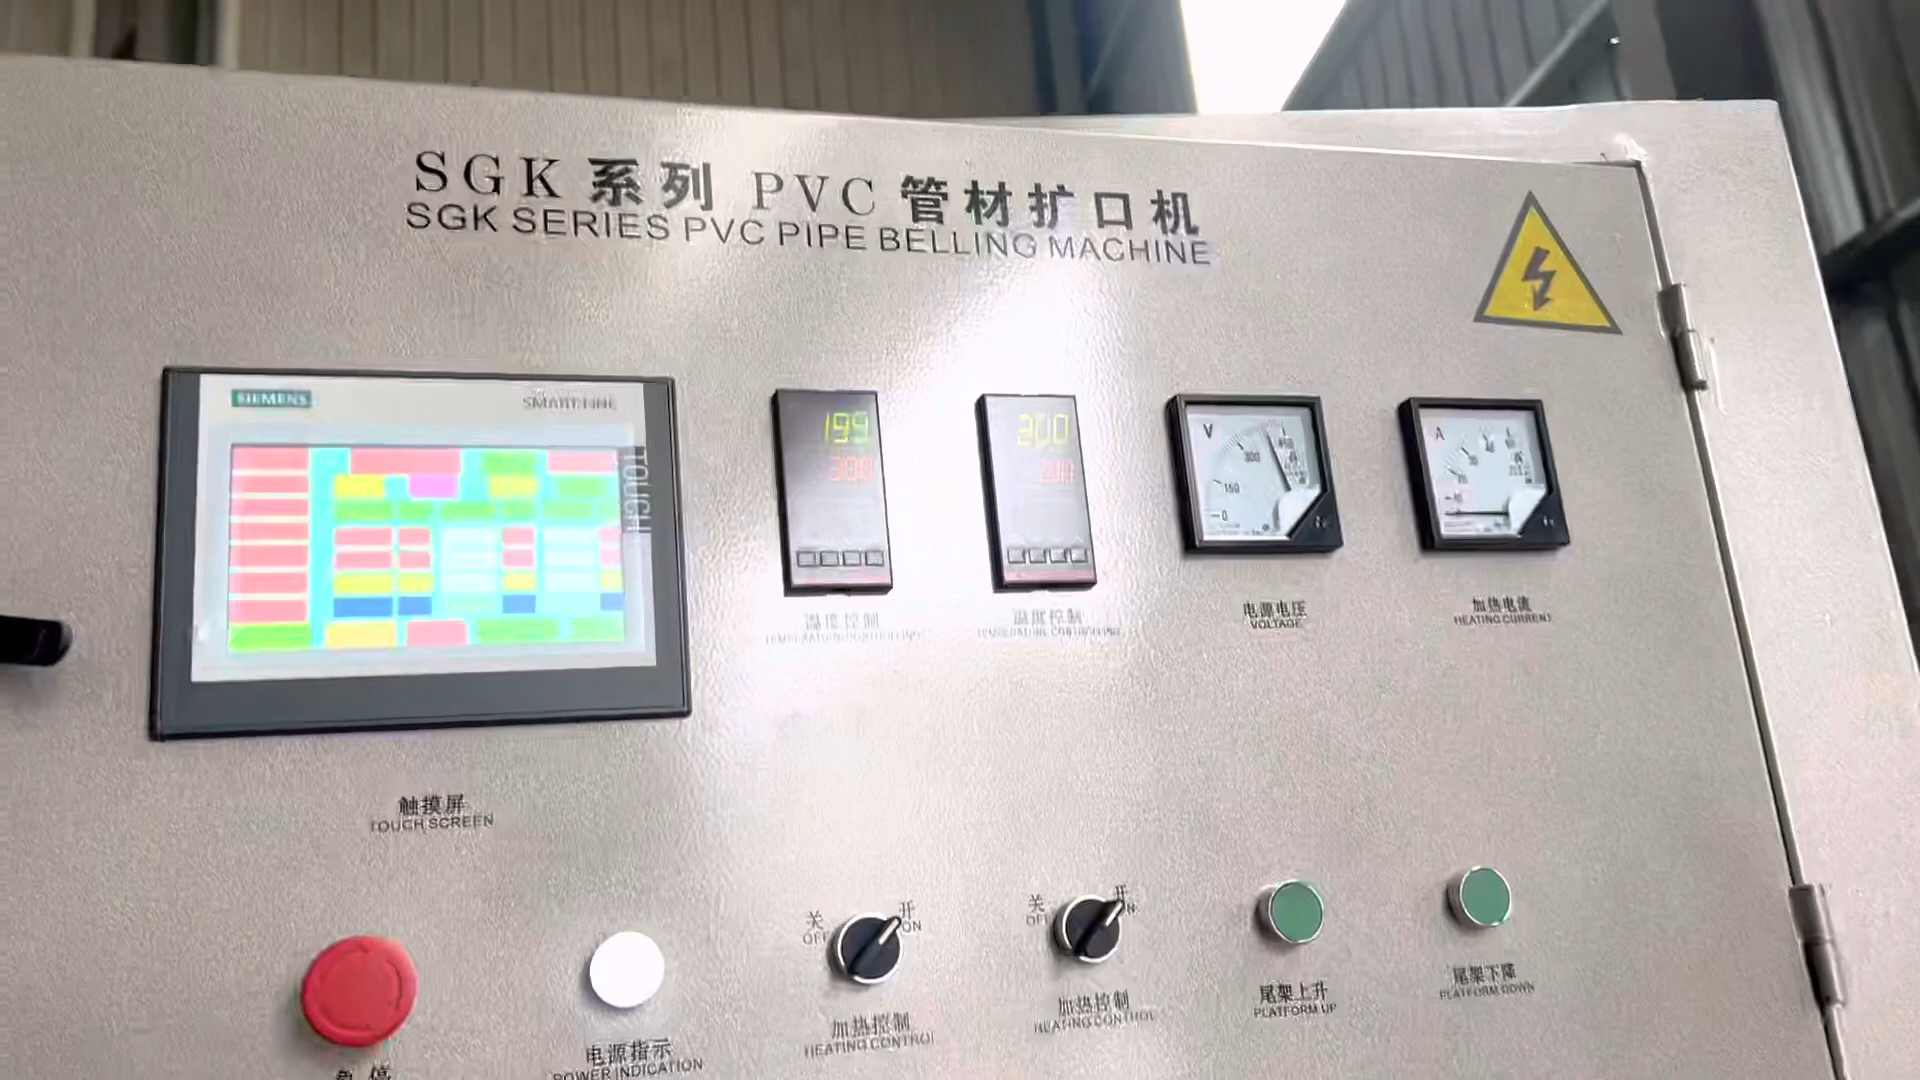 SGK 系列 PVC 管材扩口机
SGK SERIES PVC PIPE BELLING MACHINE
SIEMENS
SMART LINE
TOUCH
199
300
V
300
150
0
A
温度控制
TEMPERATURE CONTROLLING
温度控制
TEMPERATURE CONTROLLING
电源电压
VOLTAGE
加热电流
HEATING CURRENT
触摸屏
TOUCH SCREEN
关 开
OFF ON
关 开
OFF ON
急停
电源指示
POWER INDICATION
加热控制
HEATING CONTROL
加热控制
HEATING CONTROL
尾架上升
PLATFORM UP
尾架下降
PLATFORM DOWN